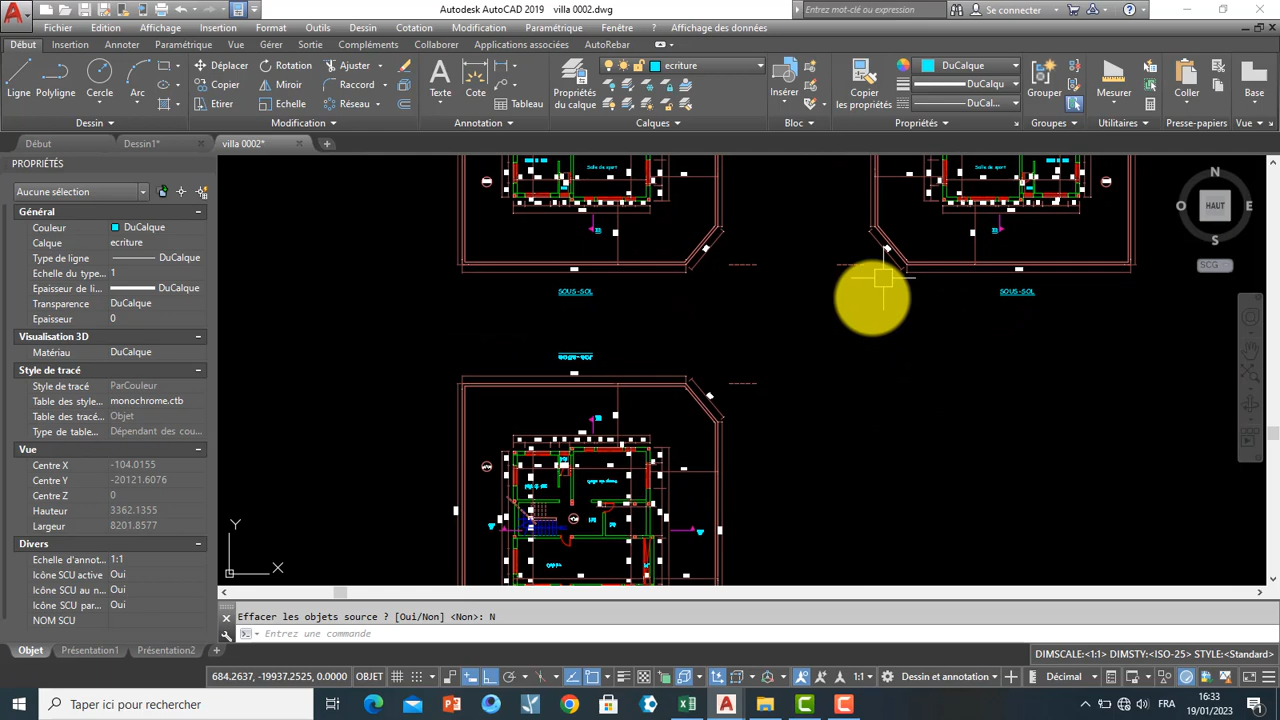 Autodesk AutoCAD 2019 villa 0002.dwg
Entrez mot-clé ou expression
Se connecter
Fichier Edition Affichage Insertion Format Outils Dessin Cotation Modification Paramétrique Fenêtre ? Affichage des données
Début Insertion Annoter Paramétrique Vue Gérer Sortie Compléments Collaborer Applications associées AutoRebar
Ligne Polyligne Cercle Arc
Déplacer Rotation Ajuster
Copier Miroir Raccord
Etirer Echelle Réseau
Texte Cote Tableau
Propriétés du calque
ecriture
Insérer
Copier les propriétés
DuCalque
DuCalqu
DuCal...
Grouper Mesurer Coller Base
Dessin Modification Annotation Calques Bloc Propriétés Groupes Utilitaires Presse-papiers Vue
Début Dessin1* villa 0002*
PROPRIÉTÉS
Aucune sélection
Général
Couleur DuCalque
Calque ecriture
Type de ligne DuCalque
Echelle du type... 1
Epaisseur de li... DuCalque
Transparence DuCalque
Epaisseur 0
Visualisation 3D
Matériau DuCalque
Style de tracé
Style de tracé ParCouleur
Table des style... monochrome.ctb
Table des tracé... Objet
Type de table... Dépendant des cou...
Vue
Centre X -104.0155
Centre Y -20121.6076
Centre Z 0
Hauteur 3362.1355
Largeur 8201.8577
Divers
Echelle d'annot... 1:1
Icône SCU active Oui
Icône SCU au n... Oui
Icône SCU par... Oui
NOM SCU
Salle de sport
Salle de sport
SOUS-SOL
SOUS-SOL
N
O HAUT E
S
SCG
Y
X
Effacer les objets source ? [Oui/Non] <Non>: N
Entrez une commande
Objet Présentation1 Présentation2
DIMSCALE:<1:1> DIMSTY:<ISO-25> STYLE:<Standard>
684.2637, -19937.2525, 0.0000 OBJET
1:1
Dessin et annotation
Décimal
Taper ici pour rechercher
FRA
16:33
19/01/2023